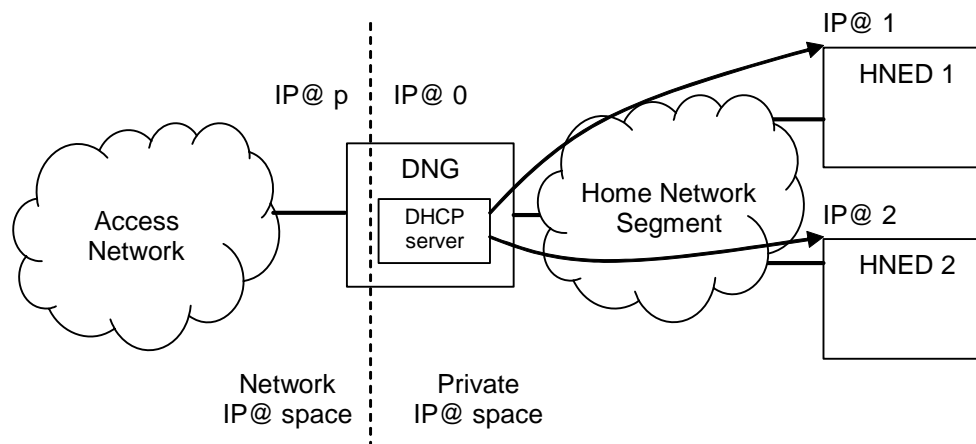 IP@ 1
HNED 1
IP@ p
IP@ 0
DNG
DHCP
server
Access
Network
Home Network
Segment
IP@ 2
HNED 2
Network
IP@ space
Private
IP@ space